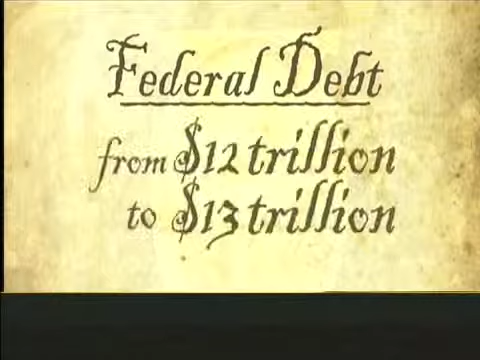 Federal Debt
from $12 trillion
to $13 trillion